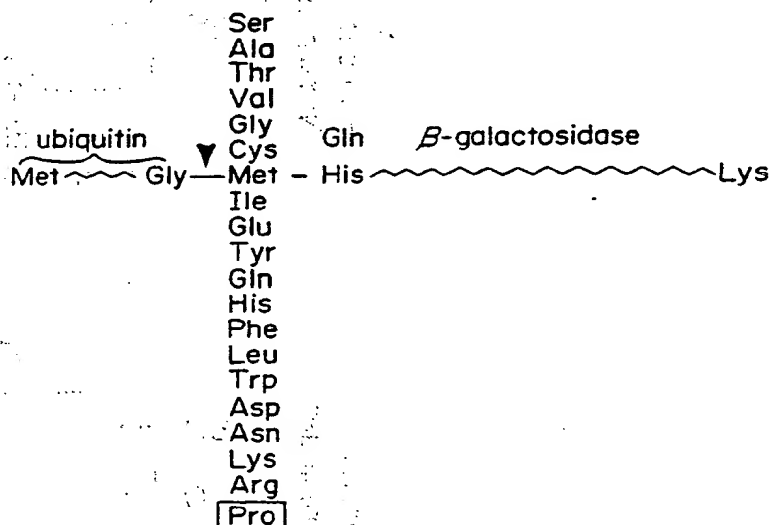 Ser
Ala
Thr
Val
Gly
ubiquitin Cys Gln β-galactosidase
Met Gly — Met – His Lys
Ile
Glu
Tyr
Gln
His
Phe
Leu
Trp
Asp
Asn
Lys
Arg
Pro